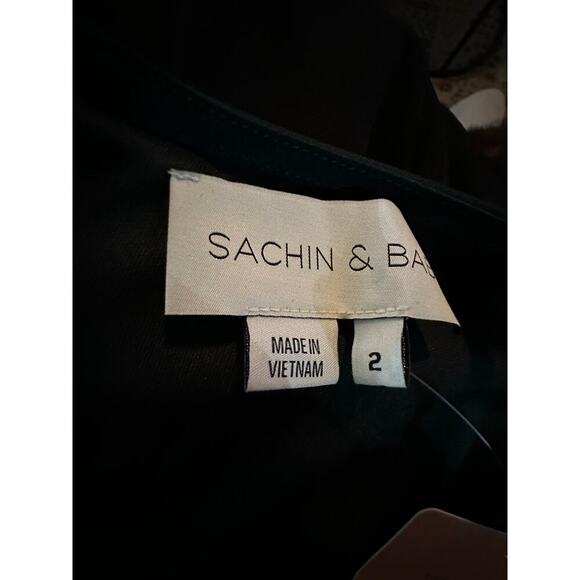 SACHIN & BA
MADE IN
VIETNAM
2